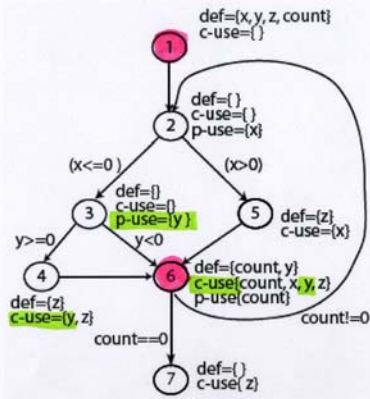 def={x, y, z, count}
c-use={ }
1
def={ }
c-use={ }
p-use={x}
2
(x<=0 )
(x>0)
def={}
c-use={}
p-use={y }
3
5
def={z}
c-use={x}
y>=0
y<0
4
6
def={count, y}
c-use{count, x, y, z}
p-use{count}
def={z}
c-use={y, z}
count!=0
count==0
7
def={ }
c-use{ z}